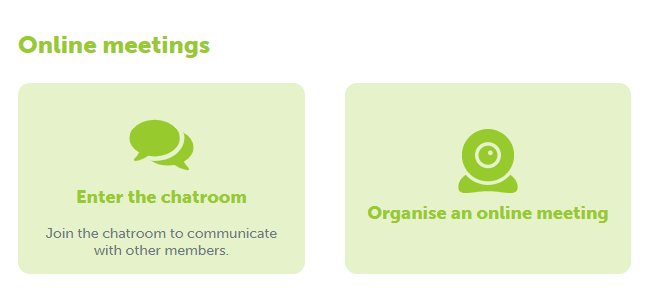 Online meetings
Enter the chatroom
Join the chatroom to communicate
with other members.
Organise an online meeting